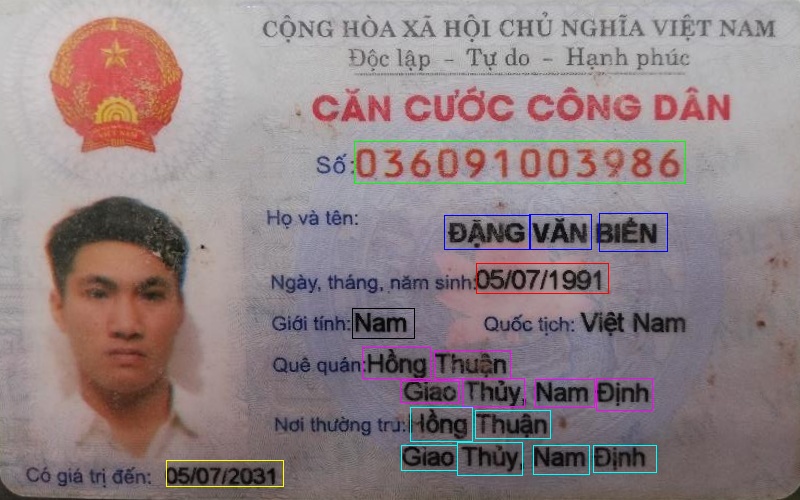 CỘNG HÒA XÃ HỘI CHỦ NGHĨA VIỆT NAM
Độc lập - Tự do - Hạnh phúc
CĂN CƯỚC CÔNG DÂN
Số: 036091003986
Họ và tên:
ĐẶNG VĂN BIÊN
Ngày, tháng, năm sinh: 05/07/1991
Giới tính: Nam Quốc tịch: Việt Nam
Quê quán: Hồng Thuận
Giao Thủy, Nam Định
Nơi thường trú: Hồng Thuận
Giao Thủy, Nam Định
Có giá trị đến: 05/07/2031